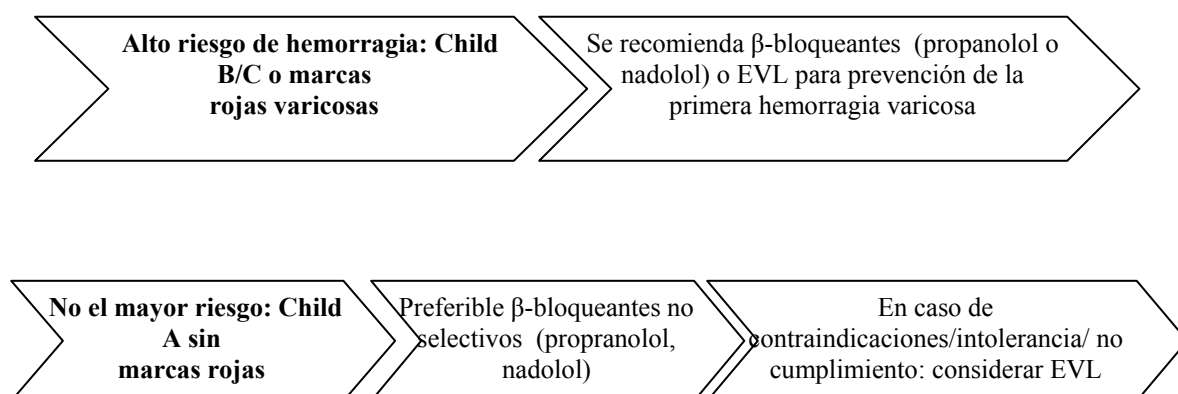 Alto riesgo de hemorragia: Child
B/C o marcas
rojas varicosas
Se recomienda β-bloqueantes (propanolol o
nadolol) o EVL para prevención de la
primera hemorragia varicosa
No el mayor riesgo: Child
A sin
marcas rojas
Preferible β-bloqueantes no
selectivos (propranolol,
nadolol)
En caso de
contraindicaciones/intolerancia/ no
cumplimiento: considerar EVL